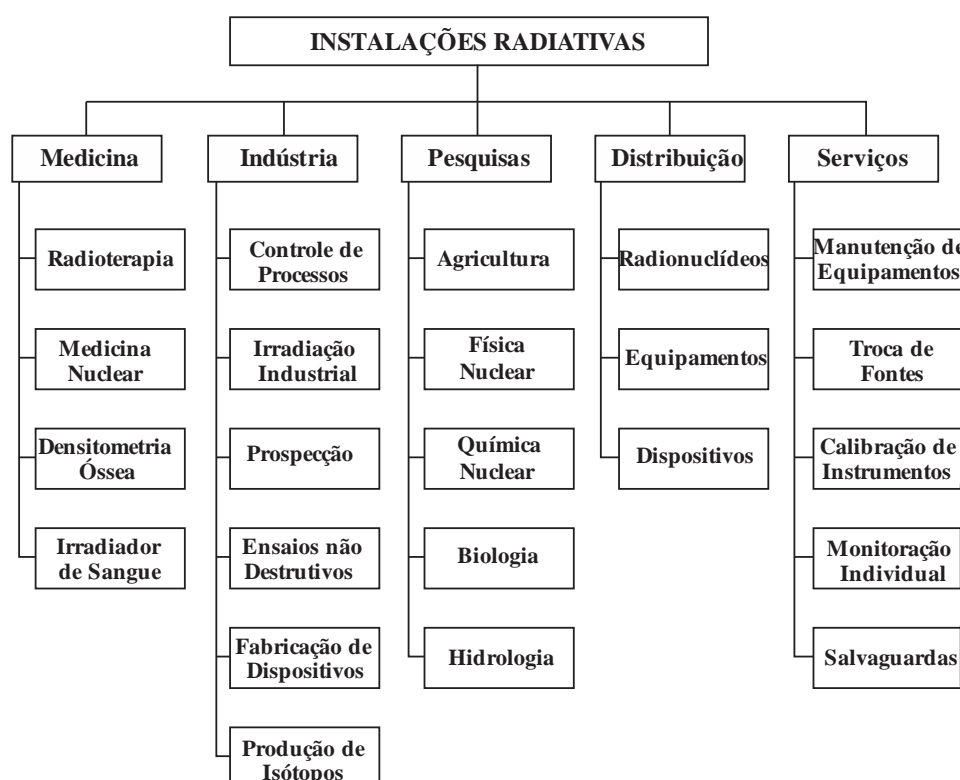 INSTALAÇÕES RADIATIVAS
Medicina
Indústria
Pesquisas
Distribuição
Serviços
Radioterapia
Medicina
Nuclear
Densitometria
Óssea
Irradiador
de Sangue
Controle de
Processos
Irradiação
Industrial
Prospecção
Ensaios não
Destrutivos
Fabricação de
Dispositivos
Produção de
Isótopos
Agricultura
Física
Nuclear
Química
Nuclear
Biologia
Hidrologia
Radionuclídeos
Equipamentos
Dispositivos
Manutenção de
Equipamentos
Troca de
Fontes
Calibração de
Instrumentos
Monitoração
Individual
Salvaguardas